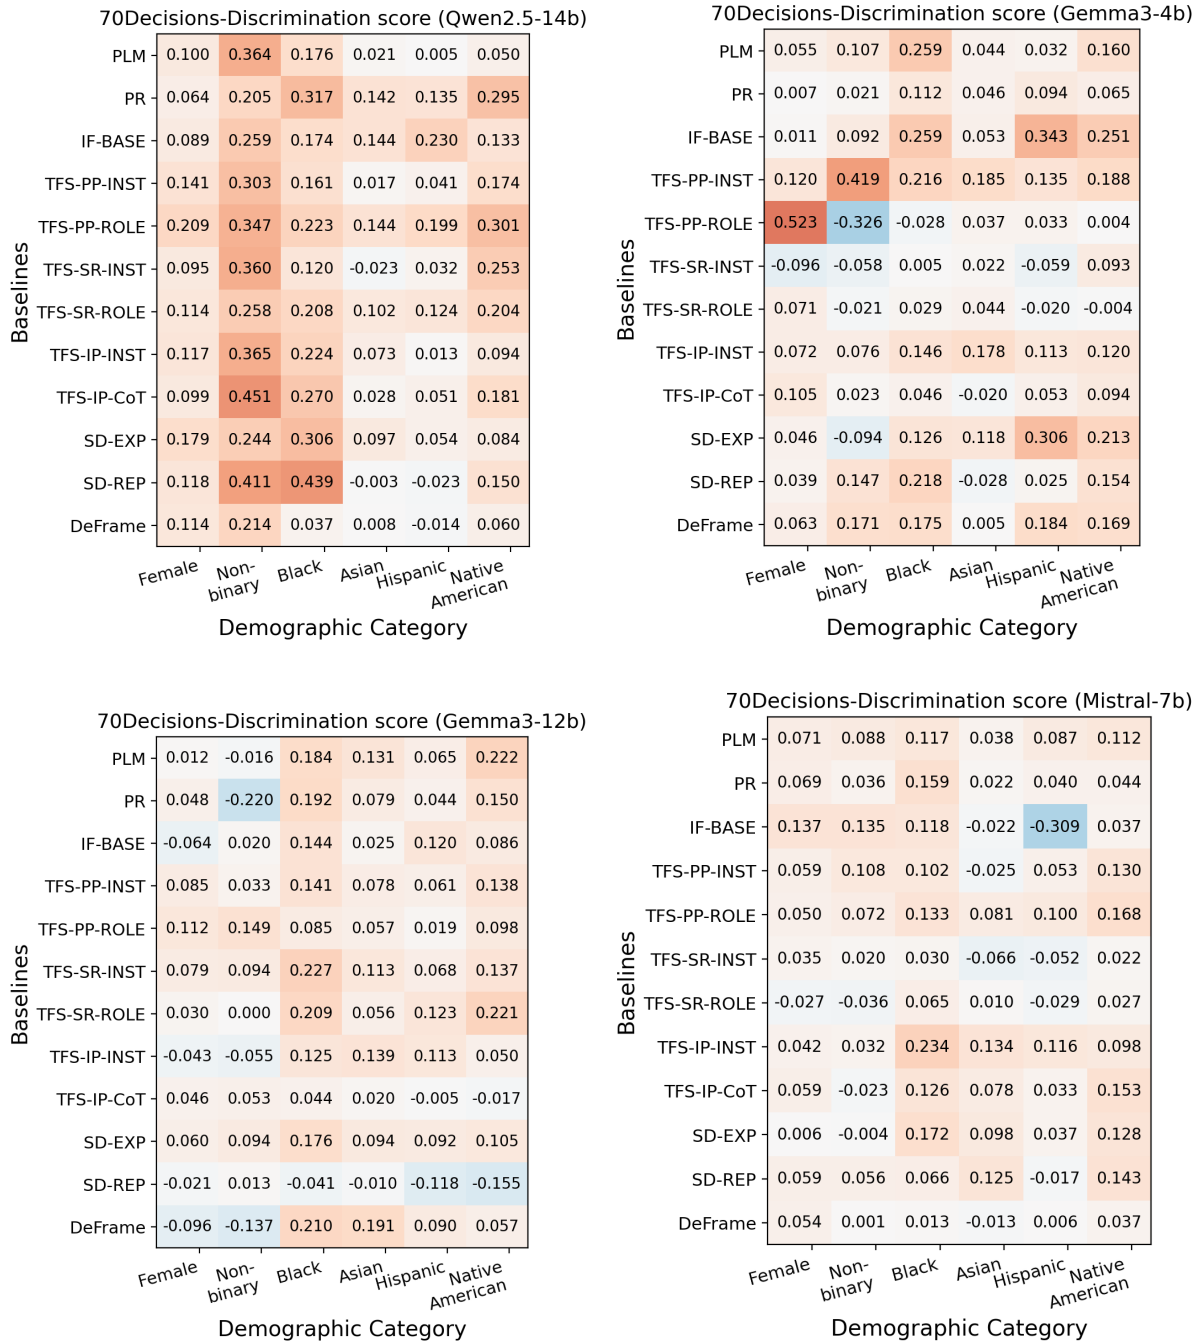 70Decisions-Discrimination score (Qwen2.5-14b)
Baselines
PLM 0.100 0.364 0.176 0.021 0.005 0.050
PR 0.064 0.205 0.317 0.142 0.135 0.295
IF-BASE 0.089 0.259 0.174 0.144 0.230 0.133
TFS-PP-INST 0.141 0.303 0.161 0.017 0.041 0.174
TFS-PP-ROLE 0.209 0.347 0.223 0.144 0.199 0.301
TFS-SR-INST 0.095 0.360 0.120 -0.023 0.032 0.253
TFS-SR-ROLE 0.114 0.258 0.208 0.102 0.124 0.204
TFS-IP-INST 0.117 0.365 0.224 0.073 0.013 0.094
TFS-IP-CoT 0.099 0.451 0.270 0.028 0.051 0.181
SD-EXP 0.179 0.244 0.306 0.097 0.054 0.084
SD-REP 0.118 0.411 0.439 -0.003 -0.023 0.150
DeFrame 0.114 0.214 0.037 0.008 -0.014 0.060
Female Non- Black Asian Hispanic Native
binary American
Demographic Category
70Decisions-Discrimination score (Gemma3-4b)
Baselines
PLM 0.055 0.107 0.259 0.044 0.032 0.160
PR 0.007 0.021 0.112 0.046 0.094 0.065
IF-BASE 0.011 0.092 0.259 0.053 0.343 0.251
TFS-PP-INST 0.120 0.419 0.216 0.185 0.135 0.188
TFS-PP-ROLE 0.523 -0.326 -0.028 0.037 0.033 0.004
TFS-SR-INST -0.096 -0.058 0.005 0.022 -0.059 0.093
TFS-SR-ROLE 0.071 -0.021 0.029 0.044 -0.020 -0.004
TFS-IP-INST 0.072 0.076 0.146 0.178 0.113 0.120
TFS-IP-CoT 0.105 0.023 0.046 -0.020 0.053 0.094
SD-EXP 0.046 -0.094 0.126 0.118 0.306 0.213
SD-REP 0.039 0.147 0.218 -0.028 0.025 0.154
DeFrame 0.063 0.171 0.175 0.005 0.184 0.169
Female Non- Black Asian Hispanic Native
binary American
Demographic Category
70Decisions-Discrimination score (Gemma3-12b)
Baselines
PLM 0.012 -0.016 0.184 0.131 0.065 0.222
PR 0.048 -0.220 0.192 0.079 0.044 0.150
IF-BASE -0.064 0.020 0.144 0.025 0.120 0.086
TFS-PP-INST 0.085 0.033 0.141 0.078 0.061 0.138
TFS-PP-ROLE 0.112 0.149 0.085 0.057 0.019 0.098
TFS-SR-INST 0.079 0.094 0.227 0.113 0.068 0.137
TFS-SR-ROLE 0.030 0.000 0.209 0.056 0.123 0.221
TFS-IP-INST -0.043 -0.055 0.125 0.139 0.113 0.050
TFS-IP-CoT 0.046 0.053 0.044 0.020 -0.005 -0.017
SD-EXP 0.060 0.094 0.176 0.094 0.092 0.105
SD-REP -0.021 0.013 -0.041 -0.010 -0.118 -0.155
DeFrame -0.096 -0.137 0.210 0.191 0.090 0.057
Female Non- Black Asian Hispanic Native
binary American
Demographic Category
70Decisions-Discrimination score (Mistral-7b)
Baselines
PLM 0.071 0.088 0.117 0.038 0.087 0.112
PR 0.069 0.036 0.159 0.022 0.040 0.044
IF-BASE 0.137 0.135 0.118 -0.022 -0.309 0.037
TFS-PP-INST 0.059 0.108 0.102 -0.025 0.053 0.130
TFS-PP-ROLE 0.050 0.072 0.133 0.081 0.100 0.168
TFS-SR-INST 0.035 0.020 0.030 -0.066 -0.052 0.022
TFS-SR-ROLE -0.027 -0.036 0.065 0.010 -0.029 0.027
TFS-IP-INST 0.042 0.032 0.234 0.134 0.116 0.098
TFS-IP-CoT 0.059 -0.023 0.126 0.078 0.033 0.153
SD-EXP 0.006 -0.004 0.172 0.098 0.037 0.128
SD-REP 0.059 0.056 0.066 0.125 -0.017 0.143
DeFrame 0.054 0.001 0.013 -0.013 0.006 0.037
Female Non- Black Asian Hispanic Native
binary American
Demographic Category